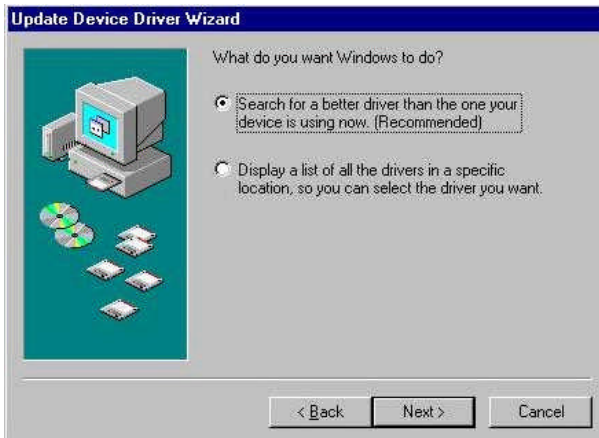 Update Device Driver Wizard
What do you want Windows to do?
Search for a better driver than the one your
device is using now. (Recommended)
Display a list of all the drivers in a specific
location, so you can select the driver you want.
< Back
Next >
Cancel